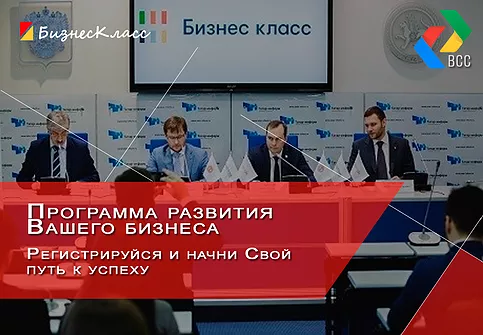 БизнесКласс
Бизнес класс
BCC
Программа развития
Вашего бизнеса
Регистрируйся и начни Свой
путь к успеху